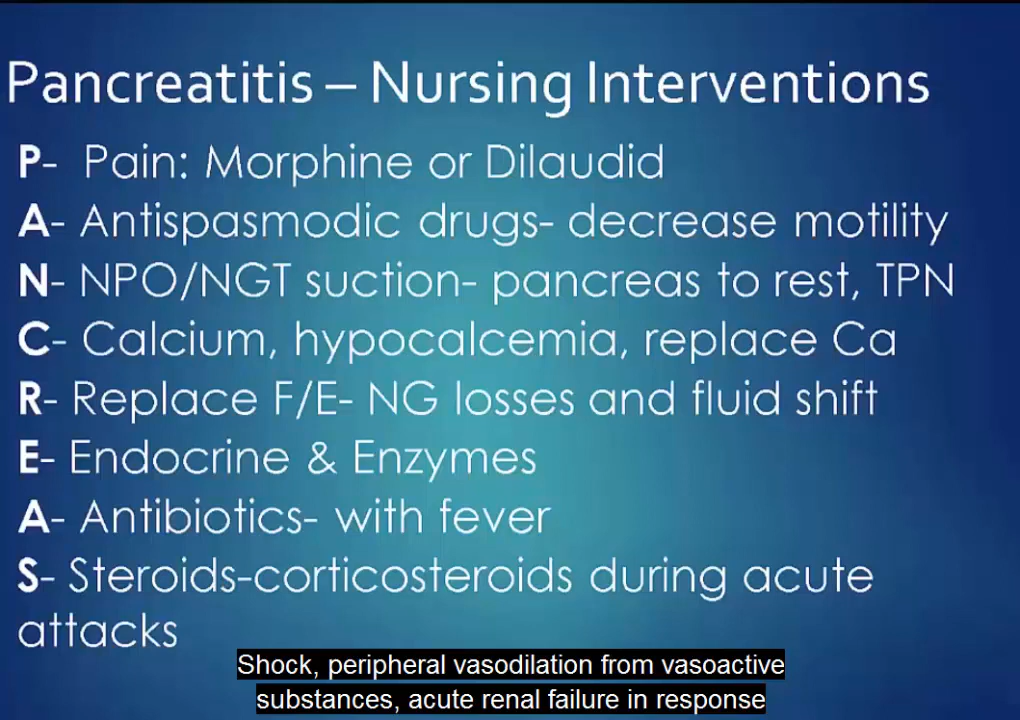 Pancreatitis – Nursing Interventions
P- Pain: Morphine or Dilaudid
A- Antispasmodic drugs- decrease motility
N- NPO/NGT suction- pancreas to rest, TPN
C- Calcium, hypocalcemia, replace Ca
R- Replace F/E- NG losses and fluid shift
E- Endocrine & Enzymes
A- Antibiotics- with fever
S- Steroids-corticosteroids during acute
attacks
Shock, peripheral vasodilation from vasoactive
substances, acute renal failure in response